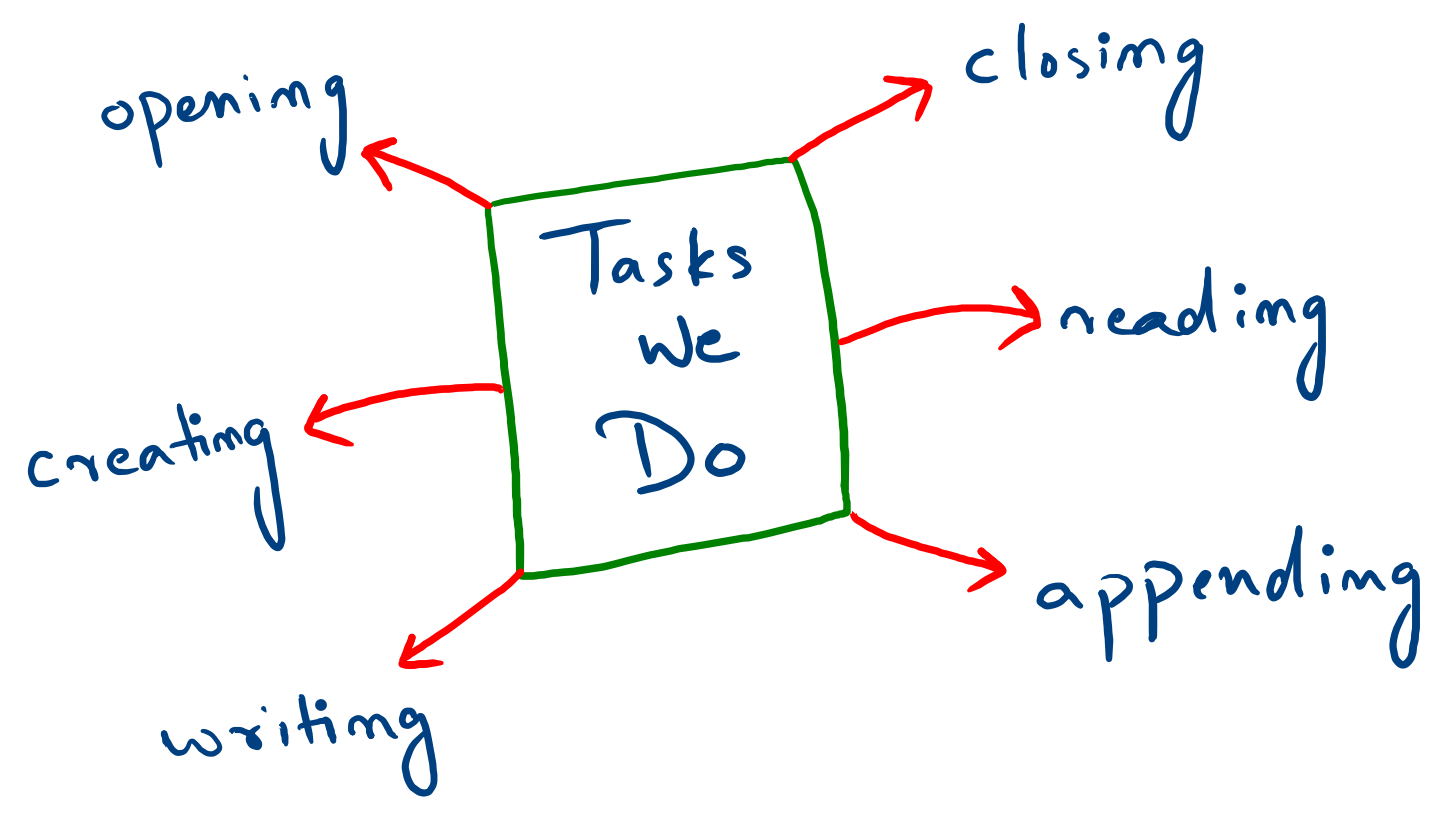 opening
closing
Tasks
We
Do
reading
creating
appending
writing